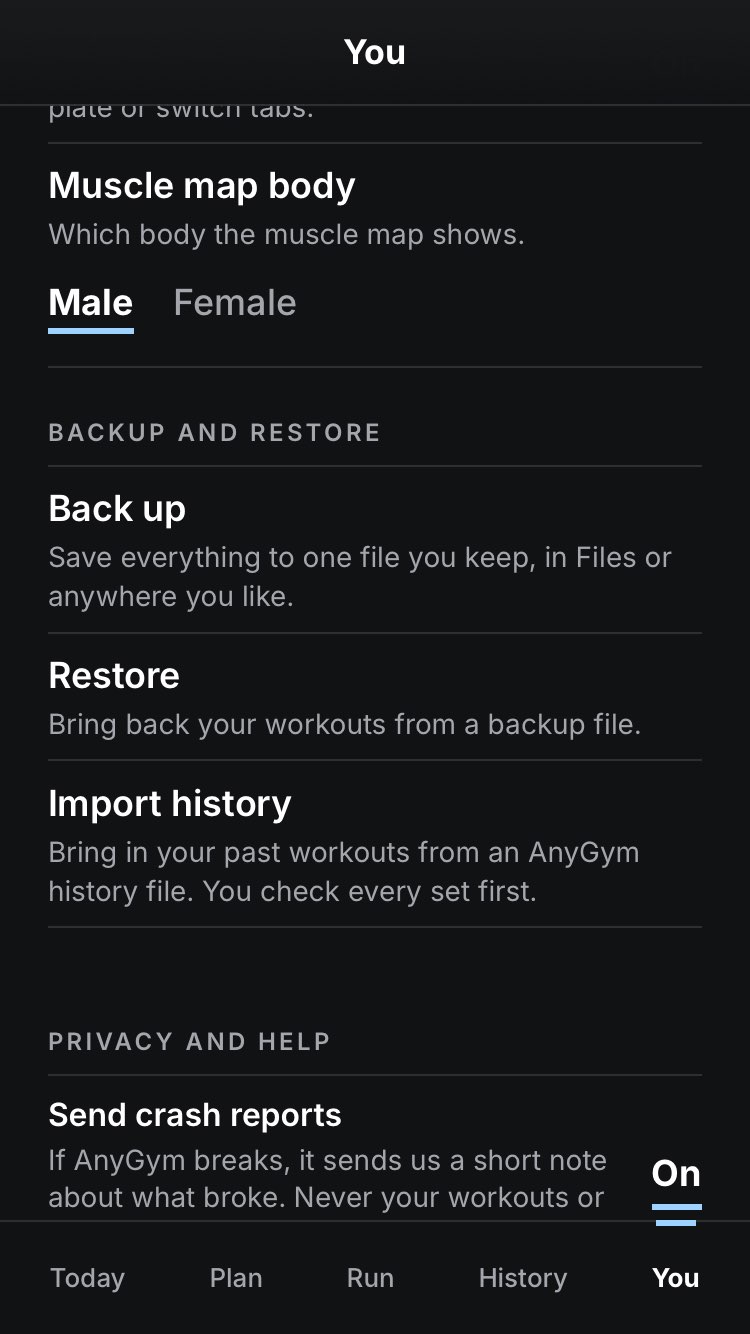 You
plate or switch tabs.
Muscle map body
Which body the muscle map shows.
Male Female
BACKUP AND RESTORE
Back up
Save everything to one file you keep, in Files or
anywhere you like.
Restore
Bring back your workouts from a backup file.
Import history
Bring in your past workouts from an AnyGym
history file. You check every set first.
PRIVACY AND HELP
Send crash reports
If AnyGym breaks, it sends us a short note
about what broke. Never your workouts or
On
Today Plan Run History You